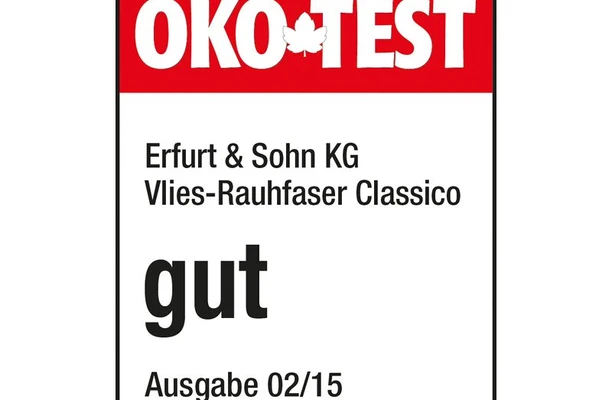 ÖKO TEST
Erfurt & Sohn KG
Vlies-Rauhfaser Classico
gut
Ausgabe 02/15